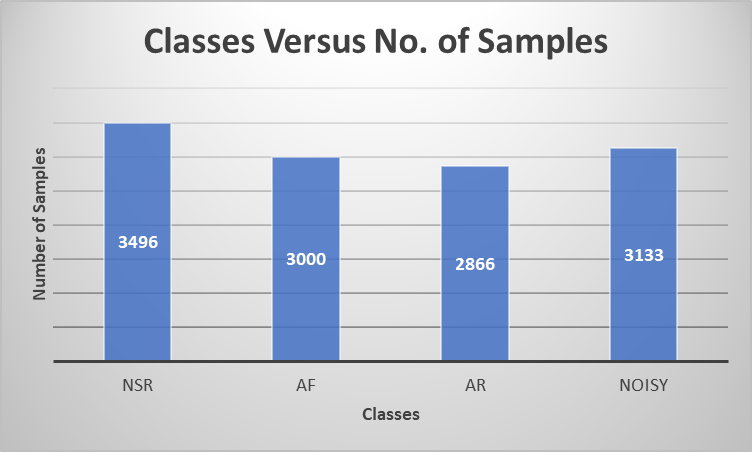 Classes Versus No. of Samples
Number of Samples
3496
3000
2866
3133
NSR
AF
AR
NOISY
Classes